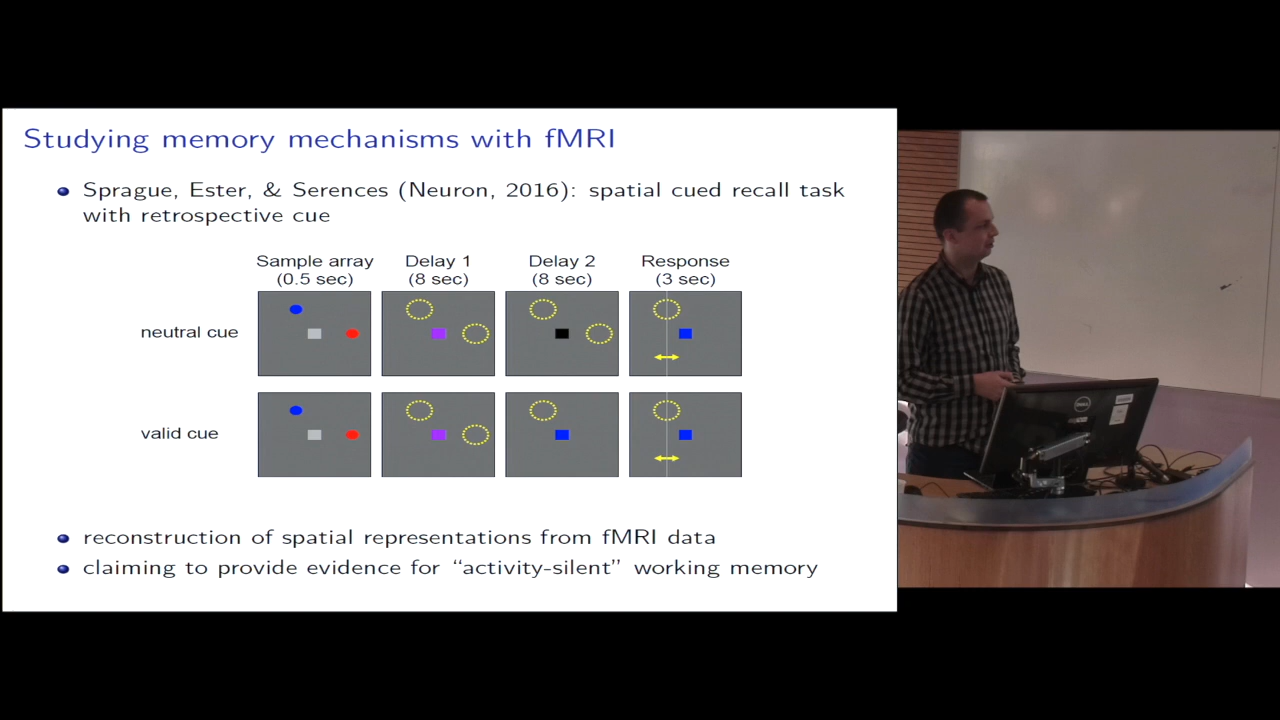 Studying memory mechanisms with fMRI
Sprague, Ester, & Serences (Neuron, 2016): spatial cued recall task
with retrospective cue
Sample array
(0.5 sec)
Delay 1
(8 sec)
Delay 2
(8 sec)
Response
(3 sec)
neutral cue
valid cue
reconstruction of spatial representations from fMRI data
claiming to provide evidence for “activity-silent” working memory
DELL